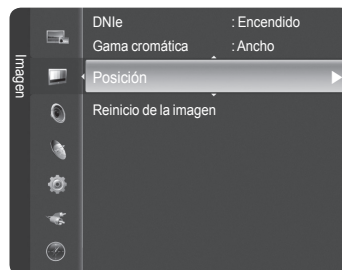 Imagen
DNIe : Encendido
Gama cromática : Ancho
Posición
Reinicio de la imagen